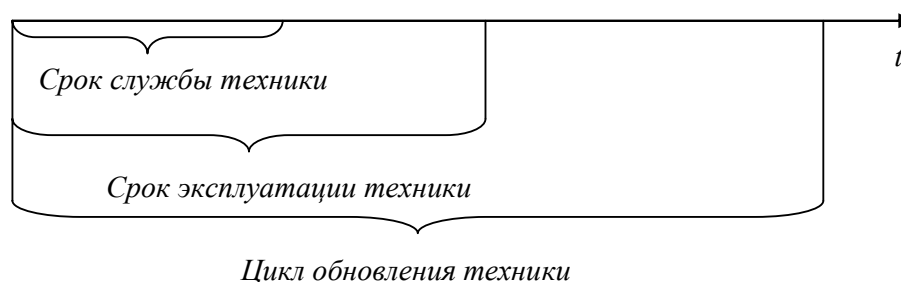 t
Срок службы техники
Срок эксплуатации техники
Цикл обновления техники